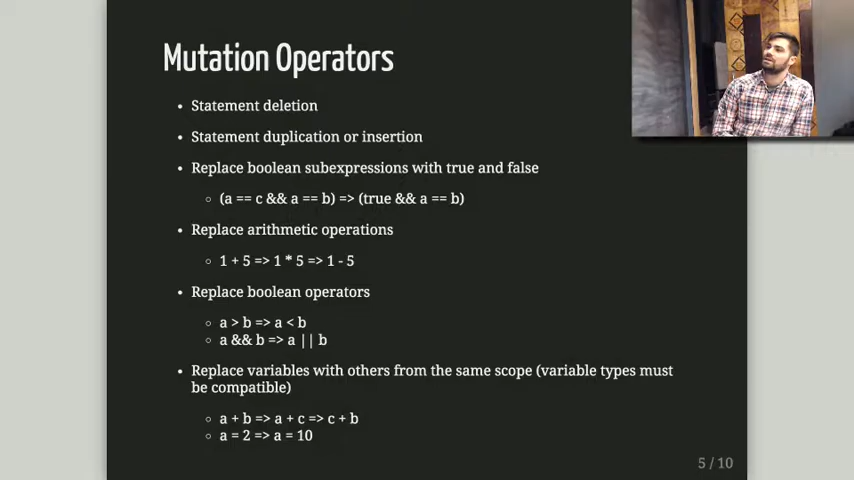 Mutation Operators
• Statement deletion
• Statement duplication or insertion
• Replace boolean subexpressions with true and false
◦ (a == c && a == b) => (true && a == b)
• Replace arithmetic operations
◦ 1 + 5 => 1 * 5 => 1 - 5
• Replace boolean operators
◦ a > b => a < b
◦ a && b => a || b
• Replace variables with others from the same scope (variable types must
be compatible)
◦ a + b => a + c => c + b
◦ a = 2 => a = 10
5 / 10